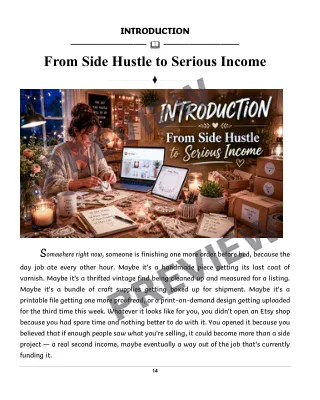 INTRODUCTION
From Side Hustle to Serious Income
INTRODUCTION
From Side Hustle
to Serious Income
Somewhere right now, someone is finishing one more order before bed, because the
day job ate every other hour. Maybe it's a handmade piece getting its last coat of
varnish. Maybe it's a thrifted vintage find being cleaned up and measured for a listing.
Maybe it's a bundle of craft supplies getting boxed up for shipment. Maybe it's a
printable file getting one more proofread, or a print-on-demand design getting uploaded
for the third time this week. Whatever it looks like for you, you didn't open an Etsy shop
because you had spare time and nothing better to do with it. You opened it because you
believed that if enough people saw what you're selling, it could become more than a side
project — a real second income, maybe eventually a way out of the job that's currently
funding it.
PREVIEW
PREVIEW
14